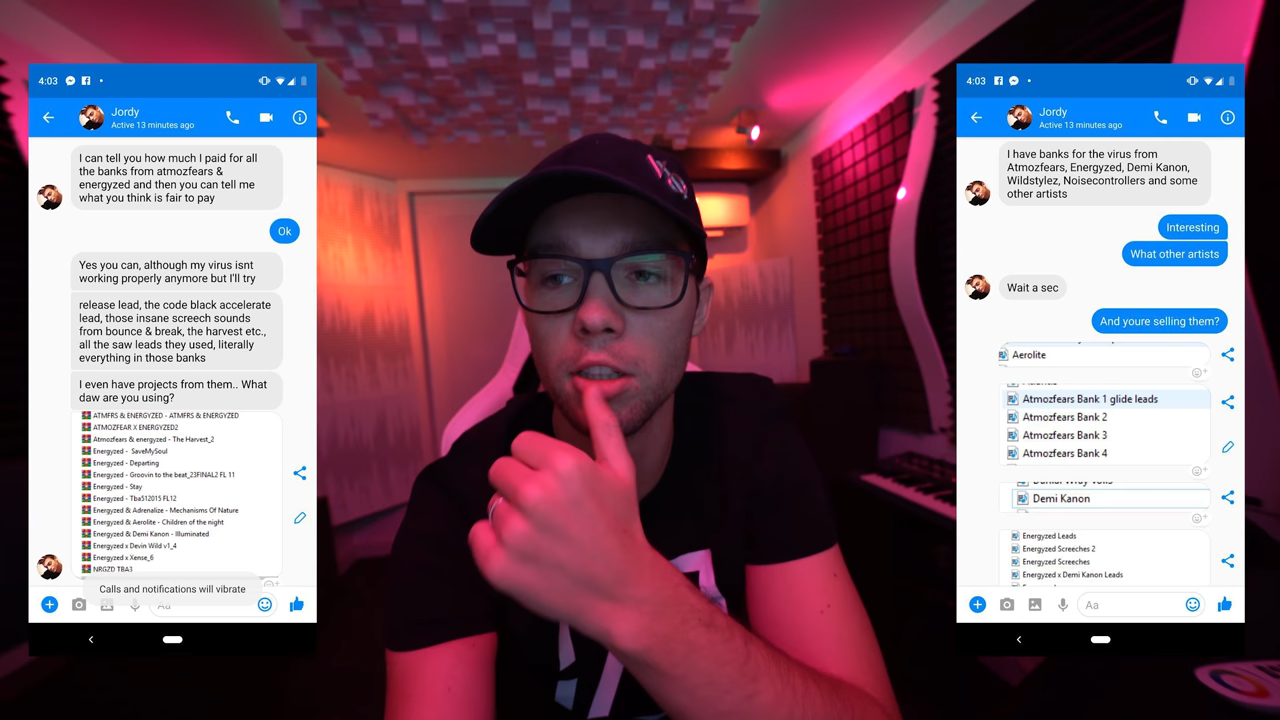 4:03
Jordy
Active 13 minutes ago
I can tell you how much I paid for all
the banks from atmozfears &
energyzed and then you can tell me
what you think is fair to pay
Ok
Yes you can, although my virus isnt
working properly anymore but I'll try
release lead, the code black accelerate
lead, those insane screech sounds
from bounce & break, the harvest etc.,
all the saw leads they used, literally
everything in those banks
I even have projects from them.. What
daw are you using?
ATMFRS & ENERGYZED - ATMFRS & ENERGYZED
ATMOZFEAR X ENERGYZED2
Atmozfears & energyzed - The Harvest_2
Energyzed - SaveMySoul
Energyzed - Departing
Energyzed - Groovin to the beat_23FINAL2 FL 11
Energyzed - Stay
Energyzed - Tba512015 FL12
Energyzed & Adrenalize - Mechanisms Of Nature
Energyzed & Aerolite - Children of the night
Energyzed & Demi Kanon - Illuminated
Energyzed x Devin Wild v1_4
Energyzed x Xense_6
NRGZD TBA3
Calls and notifications will vibrate
Aa
4:03
Jordy
Active 13 minutes ago
I have banks for the virus from
Atmozfears, Energyzed, Demi Kanon,
Wildstylez, Noisecontrollers and some
other artists
Interesting
What other artists
Wait a sec
And youre selling them?
Aerolite
Atmozfears Bank 1 glide leads
Atmozfears Bank 2
Atmozfears Bank 3
Atmozfears Bank 4
Demi Kanon
Energyzed Leads
Energyzed Screeches 2
Energyzed Screeches
Energyzed x Demi Kanon Leads
Aa